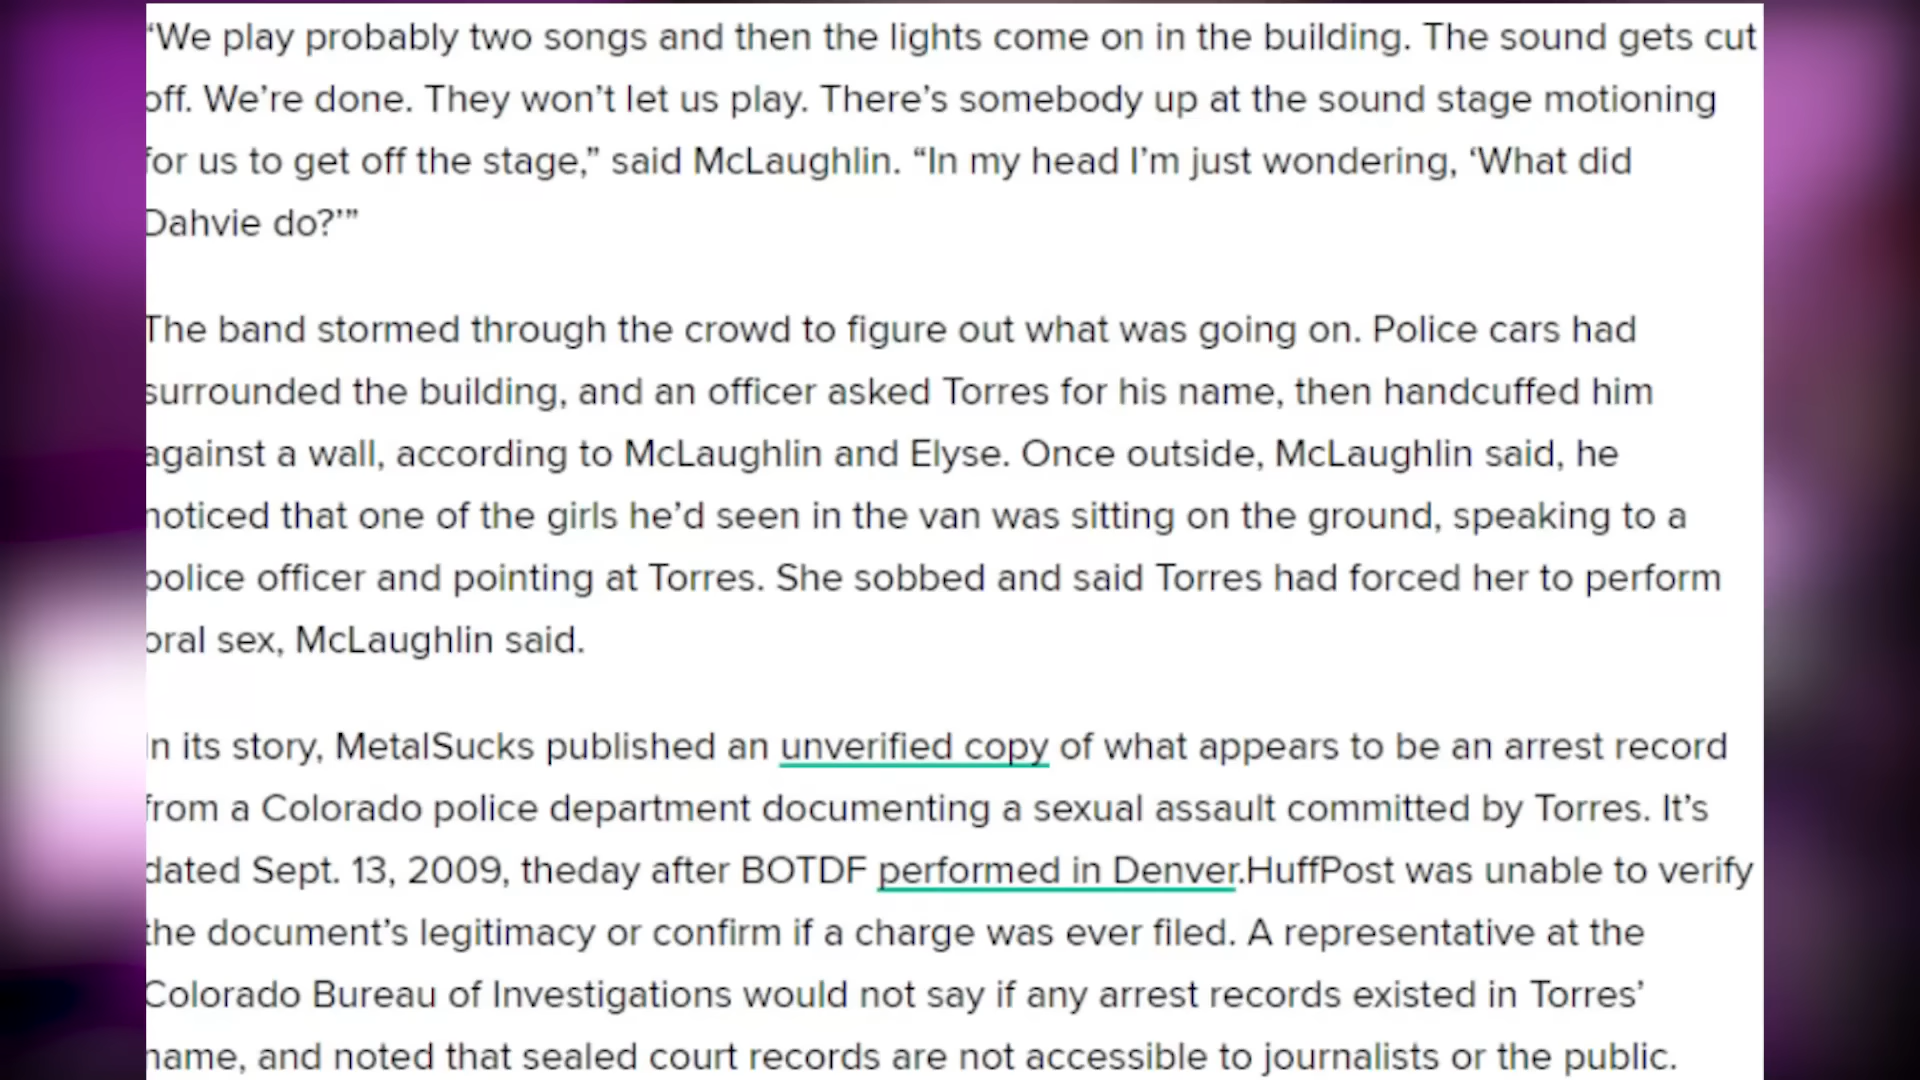 ‘We play probably two songs and then the lights come on in the building. The sound gets cut
off. We’re done. They won’t let us play. There’s somebody up at the sound stage motioning
for us to get off the stage,” said McLaughlin. “In my head I’m just wondering, ‘What did
Dahvie do?’”
The band stormed through the crowd to figure out what was going on. Police cars had
surrounded the building, and an officer asked Torres for his name, then handcuffed him
against a wall, according to McLaughlin and Elyse. Once outside, McLaughlin said, he
noticed that one of the girls he’d seen in the van was sitting on the ground, speaking to a
police officer and pointing at Torres. She sobbed and said Torres had forced her to perform
oral sex, McLaughlin said.
In its story, MetalSucks published an unverified copy of what appears to be an arrest record
from a Colorado police department documenting a sexual assault committed by Torres. It’s
dated Sept. 13, 2009, theday after BOTDF performed in Denver.HuffPost was unable to verify
the document’s legitimacy or confirm if a charge was ever filed. A representative at the
Colorado Bureau of Investigations would not say if any arrest records existed in Torres’
name, and noted that sealed court records are not accessible to journalists or the public.